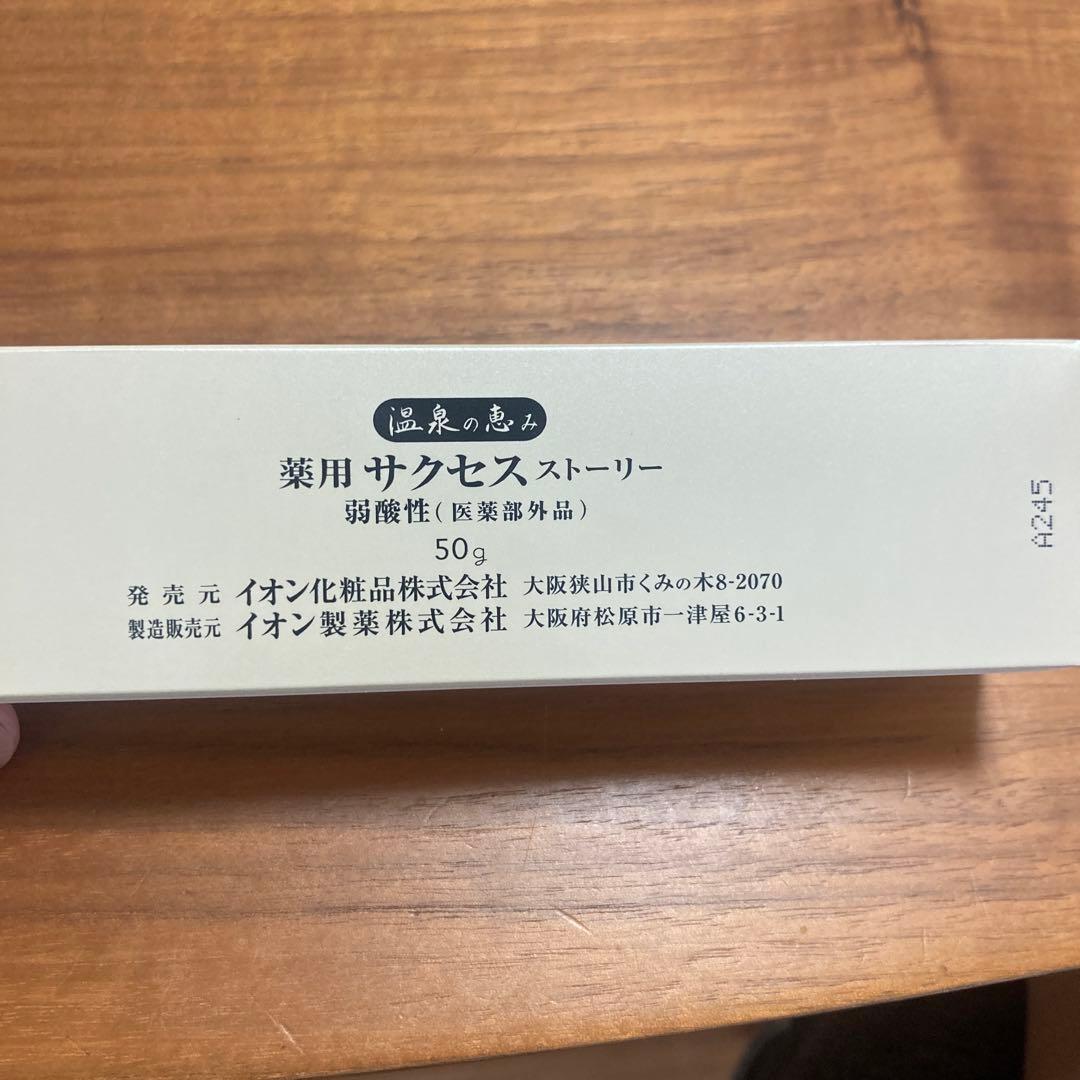 温泉の恵み
薬用 サクセスストーリー
弱酸性(医薬部外品)
50g
発売元 イオン化粧品株式会社 大阪狭山市くみの木8-2070
製造販売元 イオン製薬株式会社 大阪府松原市一津屋6-3-1
A245